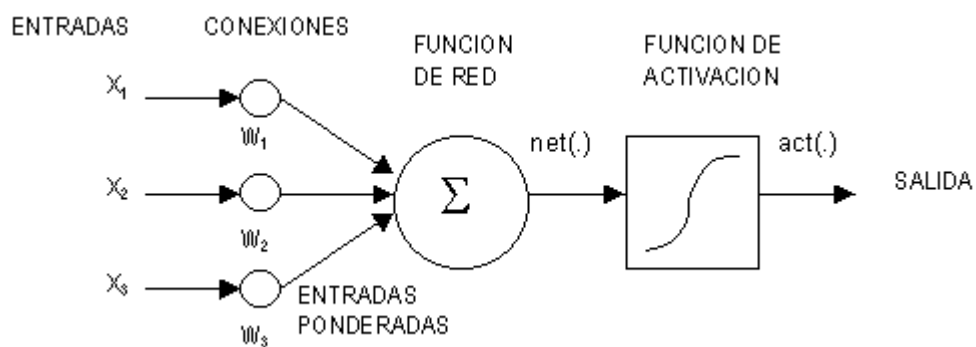 ENTRADAS
CONEXIONES
FUNCION
DE RED
FUNCION DE
ACTIVACION
X₁
W₁
X₂
W₂
X₃
W₃
ENTRADAS
PONDERADAS
Σ
net(.)
act(.)
SALIDA